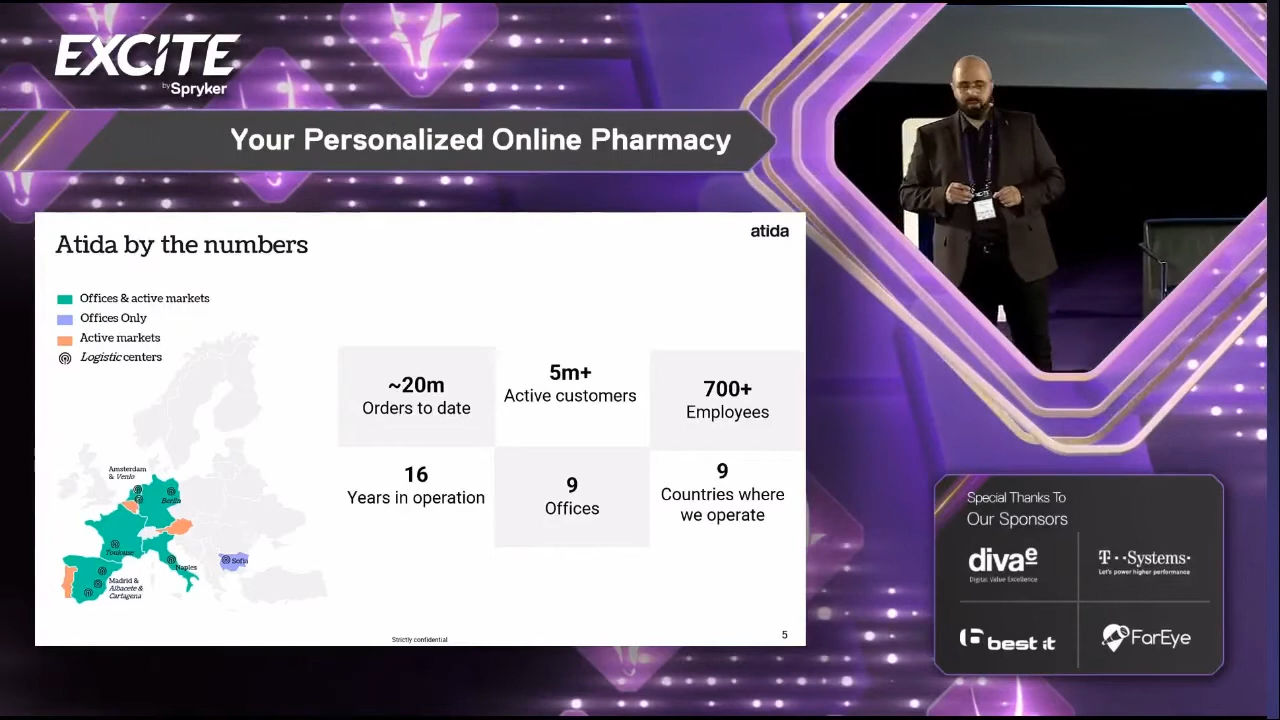 EXCITE
by Spryker
Your Personalized Online Pharmacy
Atida by the numbers
atida
Offices & active markets
Offices Only
Active markets
Logistic centers
Amsterdam
& Venlo
Berlin
Toulouse
Naples
Sofia
Madrid &
Albacete &
Cartagena
~20m
Orders to date
5m+
Active customers
700+
Employees
16
Years in operation
9
Offices
9
Countries where
we operate
Strictly confidential
5
Special Thanks To
Our Sponsors
divae
Digital Value Excellence
T··Systems·
Let's power higher performance
best it
FarEye